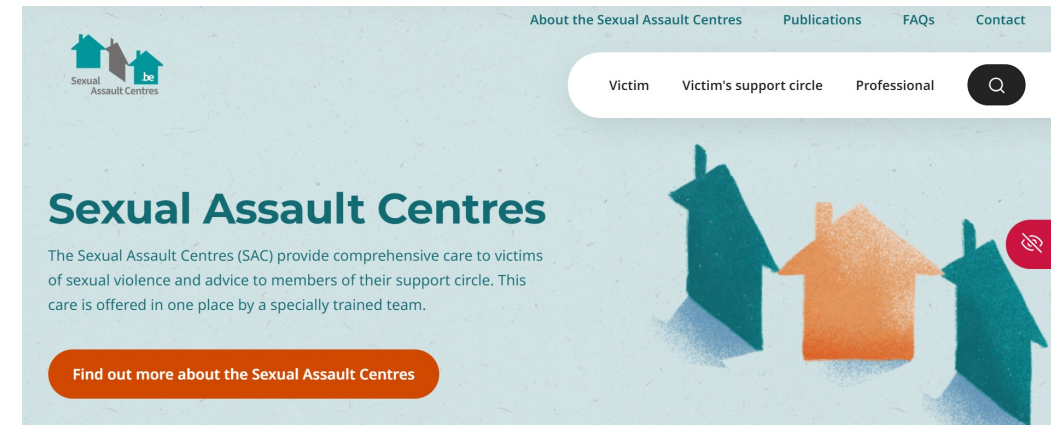 About the Sexual Assault Centres Publications FAQs Contact
Sexual .be
Assault Centres
Victim Victim's support circle Professional
Sexual Assault Centres
The Sexual Assault Centres (SAC) provide comprehensive care to victims
of sexual violence and advice to members of their support circle. This
care is offered in one place by a specially trained team.
Find out more about the Sexual Assault Centres